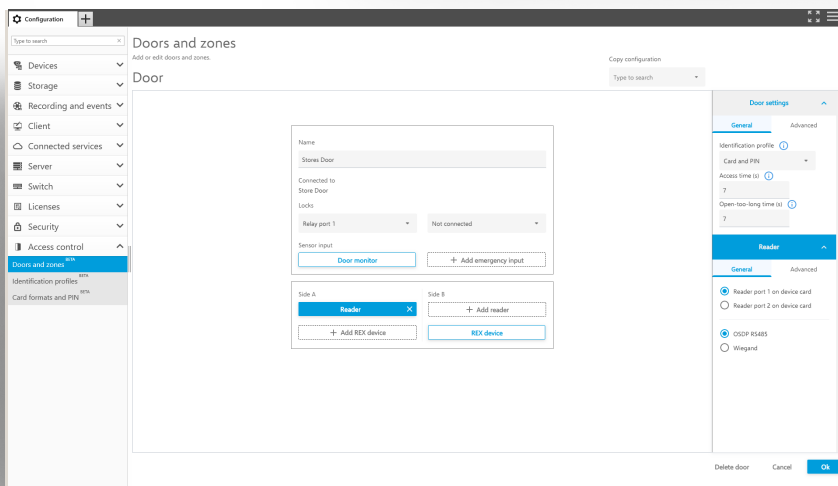 Configuration
Type to search
Devices
Storage
Recording and events
Client
Connected services
Server
Switch
Licenses
Security
Access control
Doors and zones BETA
Identification profiles BETA
Card formats and PIN BETA
Doors and zones
Add or edit doors and zones.
Door
Copy configuration
Type to search
Name
Stores Door
Connected to
Store Door
Locks
Relay port 1
Not connected
Sensor input
Door monitor
+ Add emergency input
Side A
Side B
Reader
+ Add reader
+ Add REX device
REX device
Door settings
General Advanced
Identification profile
Card and PIN
Access time (s)
7
Open-too-long time (s)
7
Reader
General Advanced
Reader port 1 on device card
Reader port 2 on device card
OSDP RS485
Wiegand
Delete door Cancel Ok